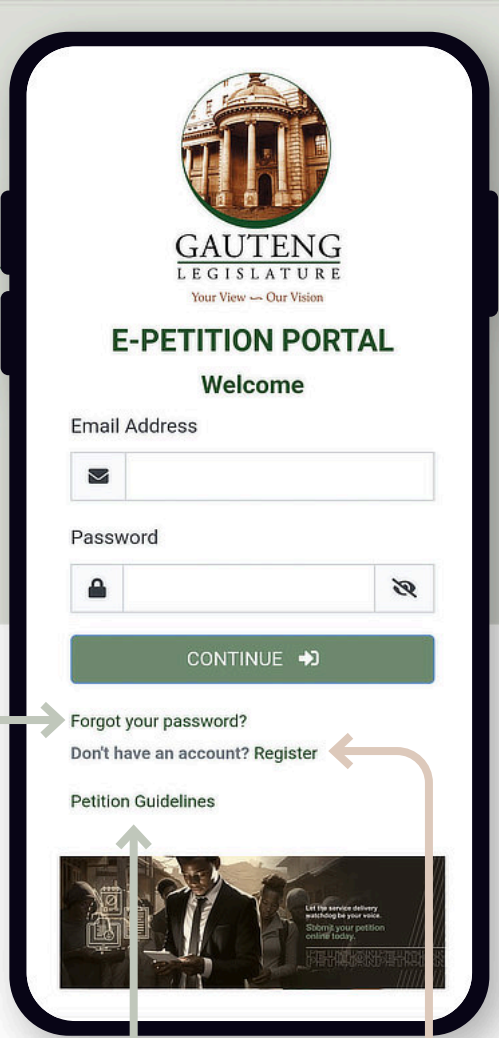 GAUTENG
LEGISLATURE
Your View Our Vision
E-PETITION PORTAL
Welcome
Email Address
Password
CONTINUE
Forgot your password?
Don't have an account? Register
Petition Guidelines
Let the service delivery
watchdog be your voice.
Submit your petition
online today.